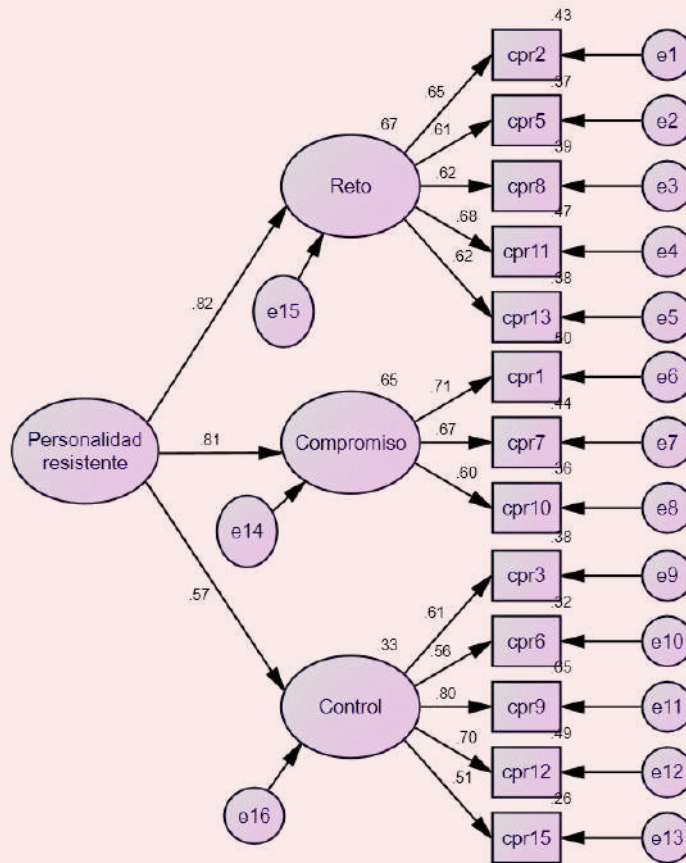 .43
cpr2
e1
.65
.37
.67
.61
cpr5
e2
.39
Reto
.62
cpr8
e3
.47
.68
cpr11
e4
.62
.38
e15
cpr13
e5
.82
.50
.65
.71
cpr1
e6
.44
Personalidad
resistente
.81
Compromiso
.67
cpr7
e7
.36
.60
cpr10
e8
e14
.38
cpr3
e9
.57
.61
.32
.33
.56
cpr6
e10
.65
Control
.80
cpr9
e11
.49
.70
cpr12
e12
.51
.26
e16
cpr15
e13